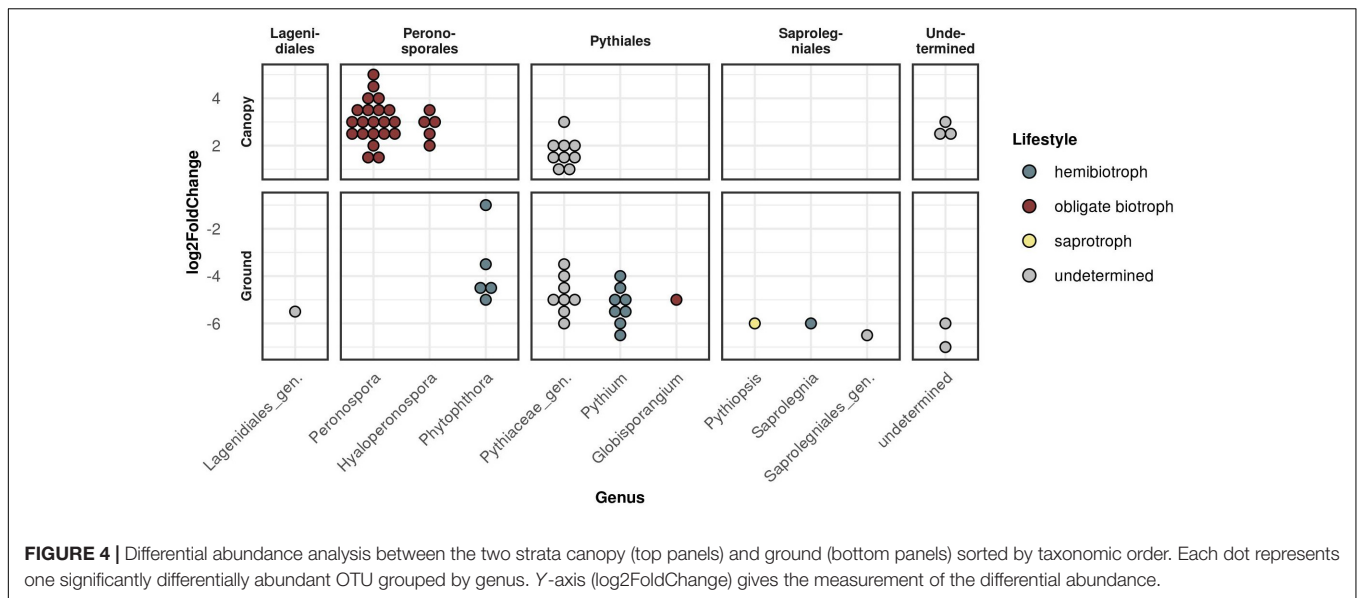 Lageni-
diales
Perono-
sporales
Pythiales
Saproleg-
niales
Unde-
termined
log2FoldChange
Canopy
4
2
Ground
-2
-4
-6
Lagenidiales_gen.
Peronospora
Hyaloperonospora
Phytophthora
Pythiaceae_gen.
Pythium
Globisporangium
Pythiopsis
Saprolegnia
Saprolegniales_gen.
undetermined
Genus
Lifestyle
hemibiotroph
obligate biotroph
saprotroph
undetermined
FIGURE 4 | Differential abundance analysis between the two strata canopy (top panels) and ground (bottom panels) sorted by taxonomic order. Each dot represents
one significantly differentially abundant OTU grouped by genus. Y-axis (log2FoldChange) gives the measurement of the differential abundance.